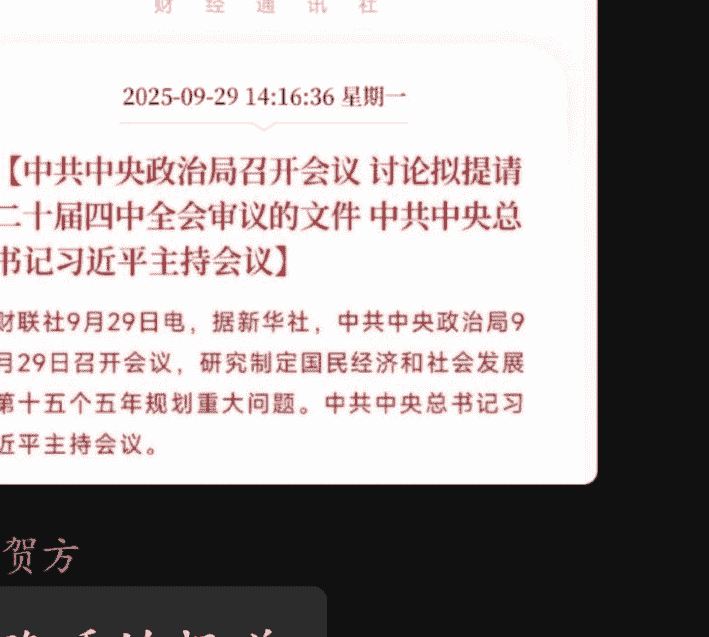 财 经 通 讯 社
2025-09-29 14:16:36 星期一
【中共中央政治局召开会议 讨论拟提请
二十届四中全会审议的文件 中共中央总
书记习近平主持会议】
财联社9月29日电，据新华社，中共中央政治局9
月29日召开会议，研究制定国民经济和社会发展
第十五个五年规划重大问题。中共中央总书记习
近平主持会议。
贺方